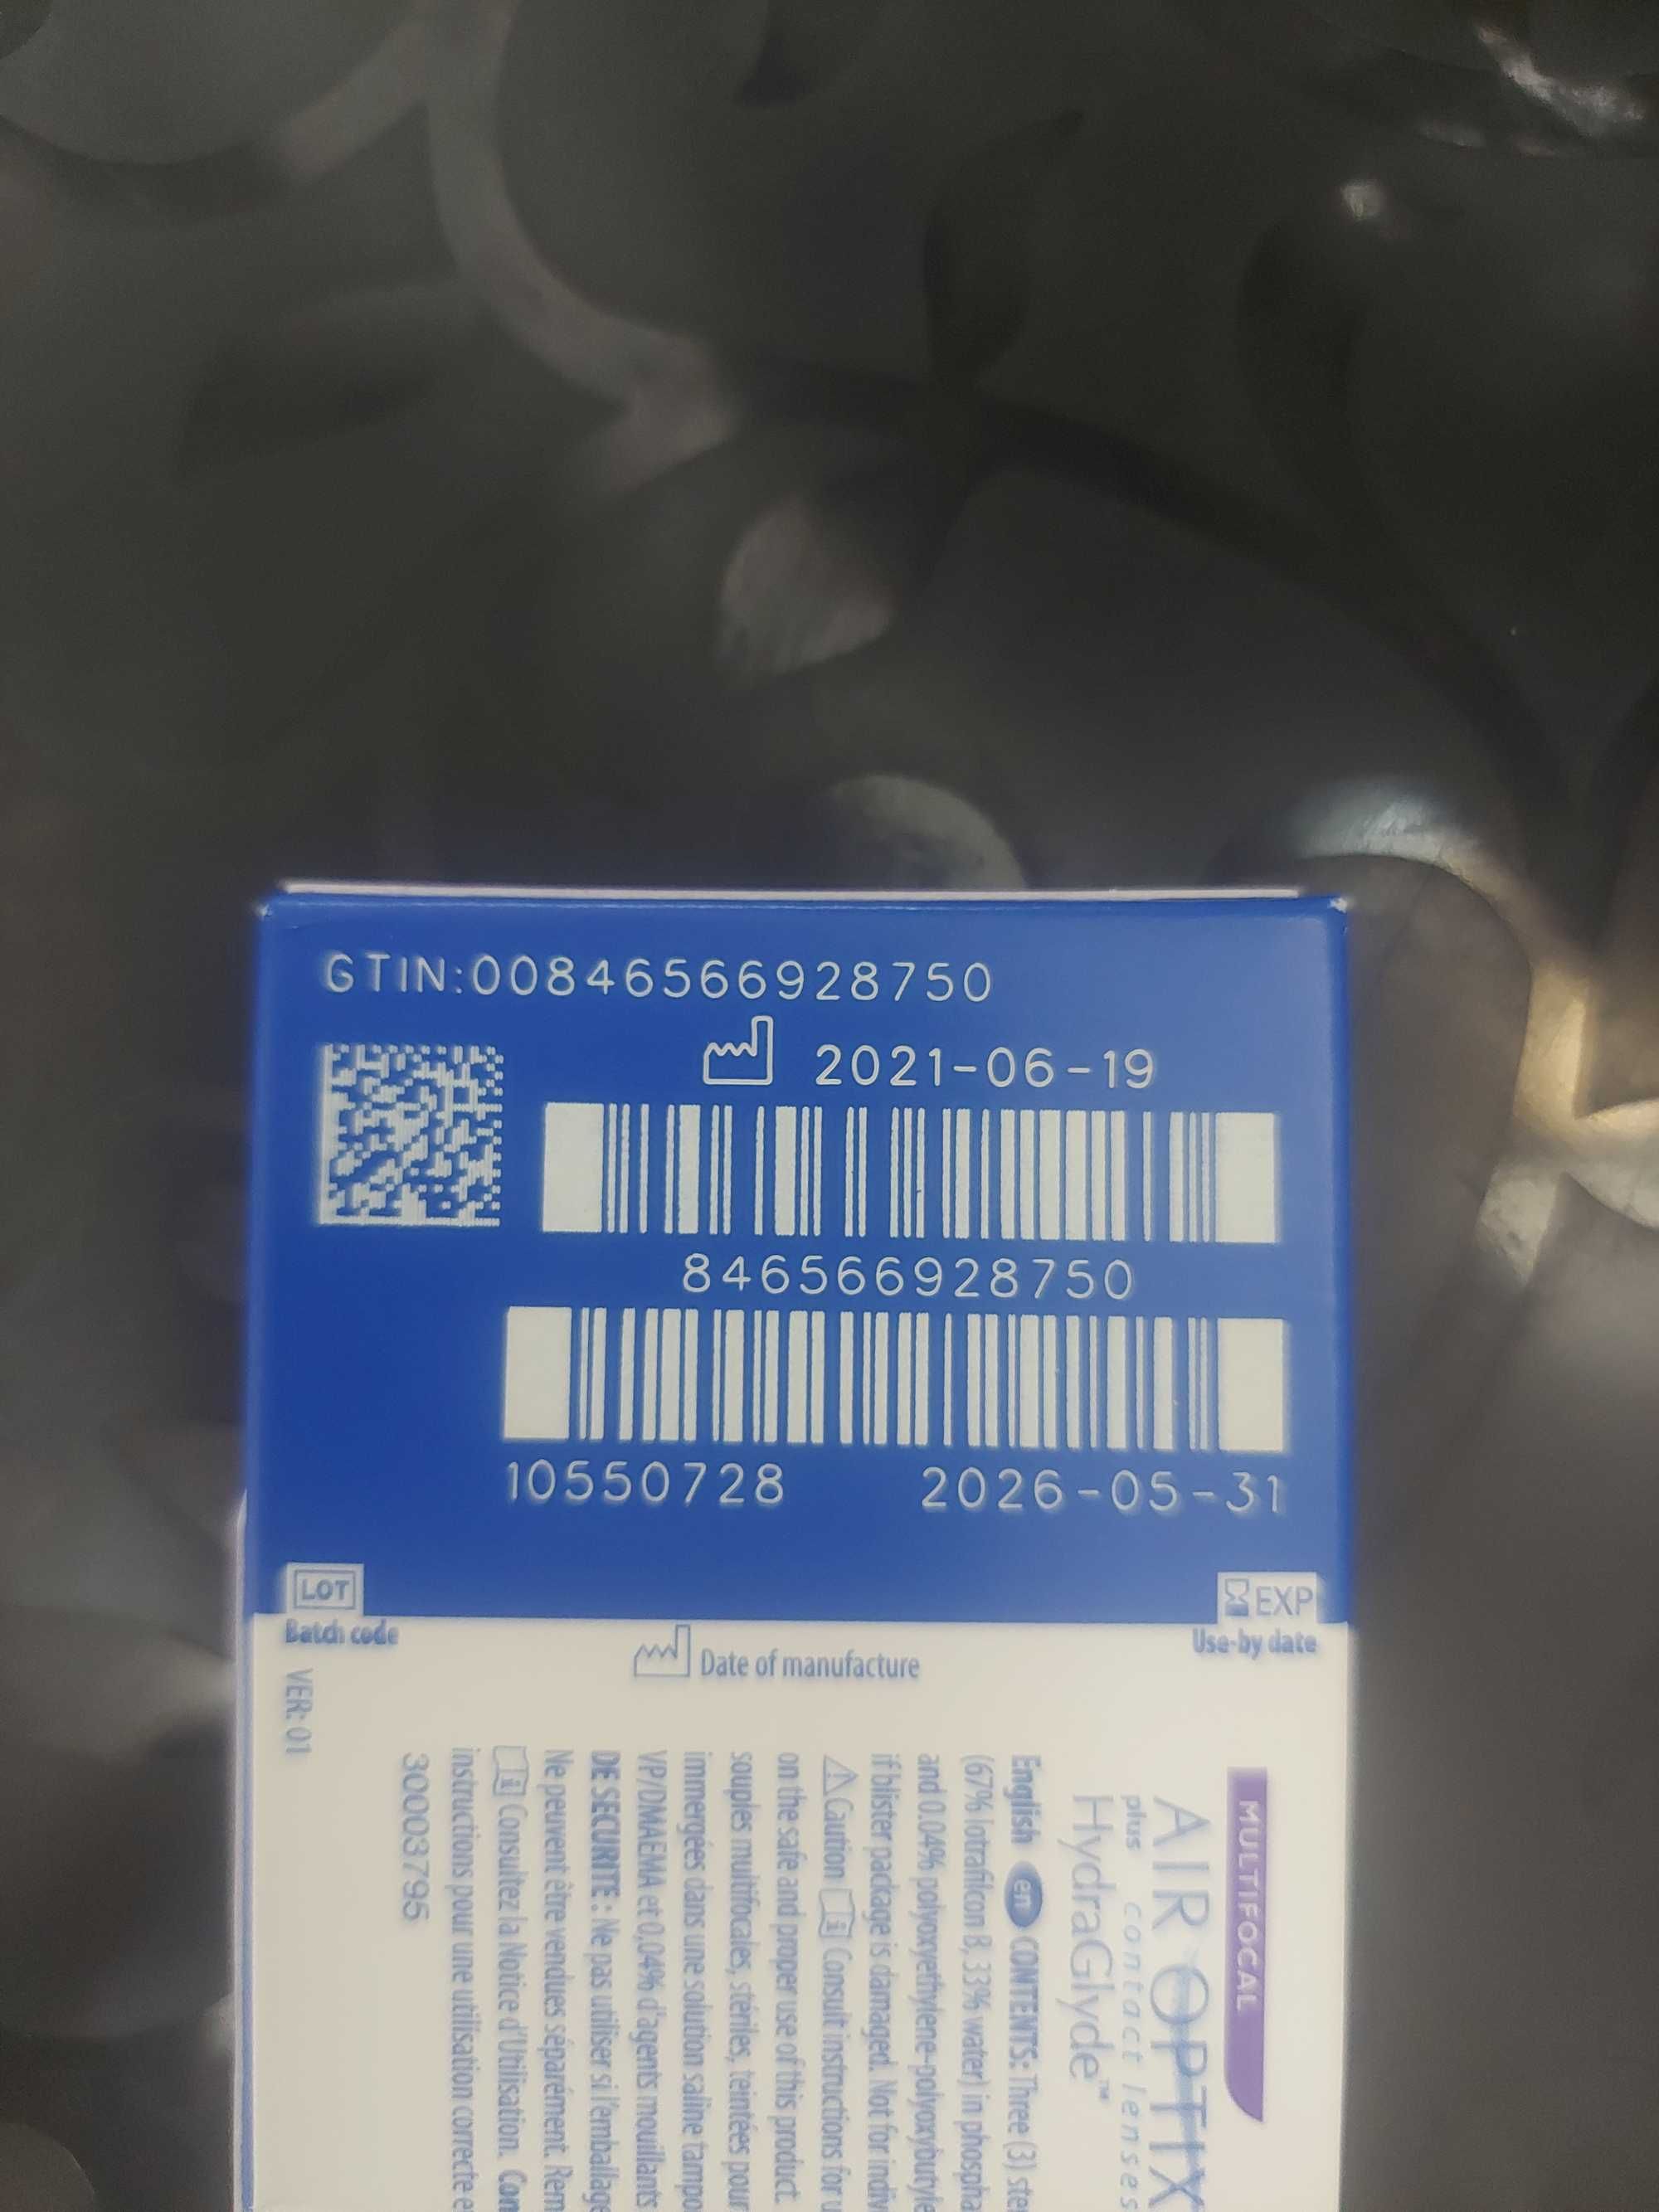 GTIN:00846566928750
2021-06-19
846566928750
10550728 2026-05-31
LOT
EXP
Batch code
Date of manufacture
Use-by date
VER: 01
MULTIFOCAL
AIR OPTIX
plus contact lenses
HydraGlyde™
English en CONTENTS: Three (3)
(67% lotrafilcon B, 33% water) in
and 0.04% polyoxyethylene-polyoxybutyle
if blister package is damaged. Not for
Caution Consult instructions for
on the safe and proper use of this product.
souples multifocales, stériles, teintées pour
immergées dans une solution saline tampo
VP/DMAEMA et 0,04% d'agents mouillants
DE SECURITE : Ne pas utiliser si l'emballage
Ne peuvent être vendues séparément.
Consultez la Notice d'Utilisation.
instructions pour une utilisation correcte
30003795